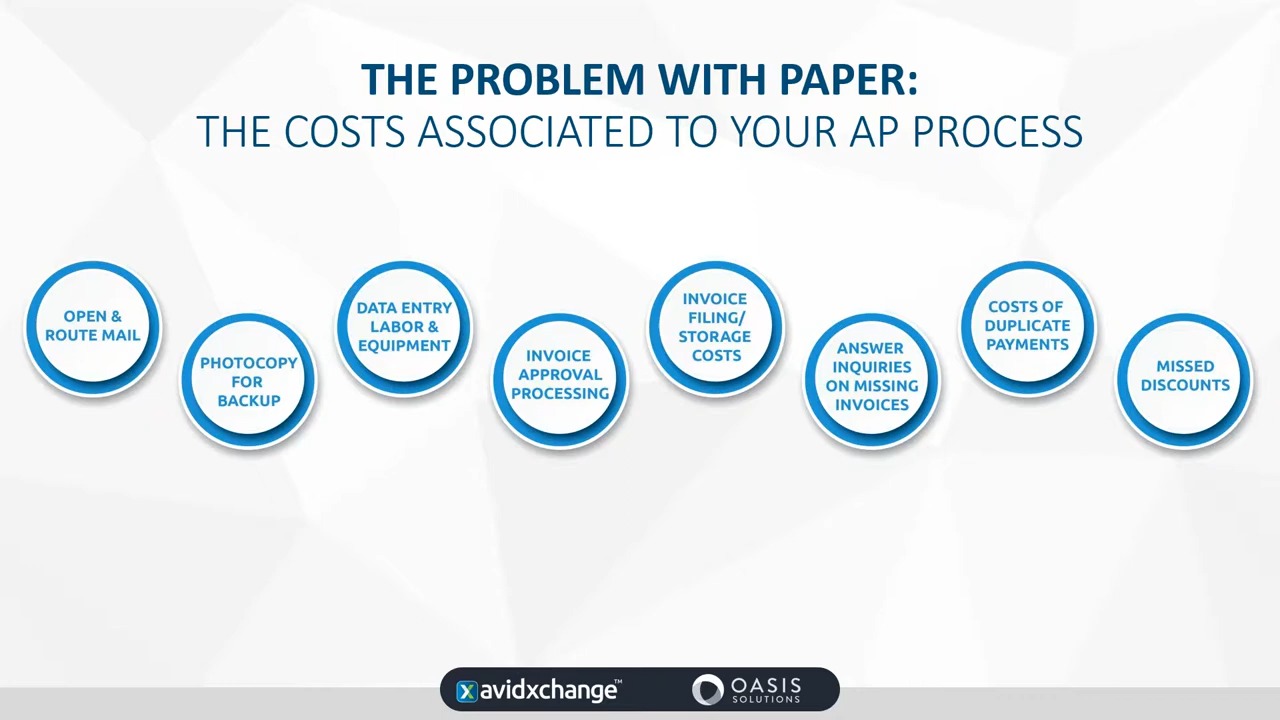 THE PROBLEM WITH PAPER:
THE COSTS ASSOCIATED TO YOUR AP PROCESS
OPEN &
ROUTE MAIL
PHOTOCOPY
FOR
BACKUP
DATA ENTRY
LABOR &
EQUIPMENT
INVOICE
APPROVAL
PROCESSING
INVOICE
FILING/
STORAGE
COSTS
ANSWER
INQUIRIES
ON MISSING
INVOICES
COSTS OF
DUPLICATE
PAYMENTS
MISSED
DISCOUNTS
avidxchange™
OASIS
SOLUTIONS